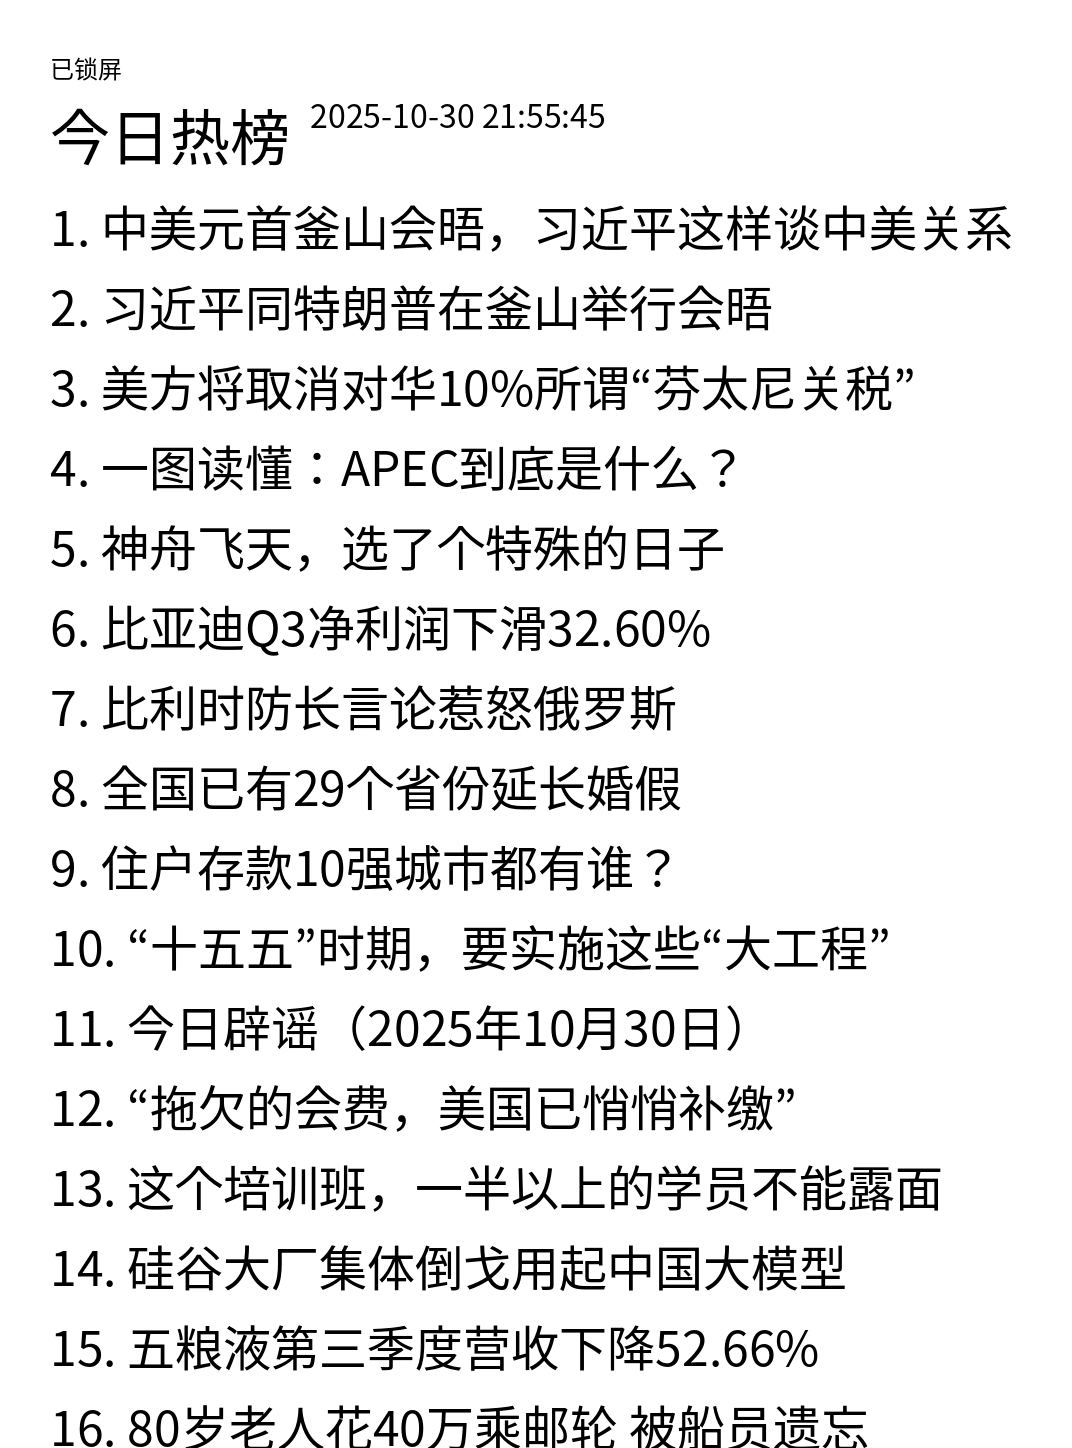 已锁屏
今日热榜 2025-10-30 21:55:45
1. 中美元首釜山会晤，习近平这样谈中美关系
2. 习近平同特朗普在釜山举行会晤
3. 美方将取消对华10%所谓“芬太尼关税”
4. 一图读懂：APEC到底是什么？
5. 神舟飞天，选了个特殊的日子
6. 比亚迪Q3净利润下滑32.60%
7. 比利时防长言论惹怒俄罗斯
8. 全国已有29个省份延长婚假
9. 住户存款10强城市都有谁？
10. “十五五”时期，要实施这些“大工程”
11. 今日辟谣（2025年10月30日）
12. “拖欠的会费，美国已悄悄补缴”
13. 这个培训班，一半以上的学员不能露面
14. 硅谷大厂集体倒戈用起中国大模型
15. 五粮液第三季度营收下降52.66%
16. 80岁老人花40万乘邮轮 被船员遗忘